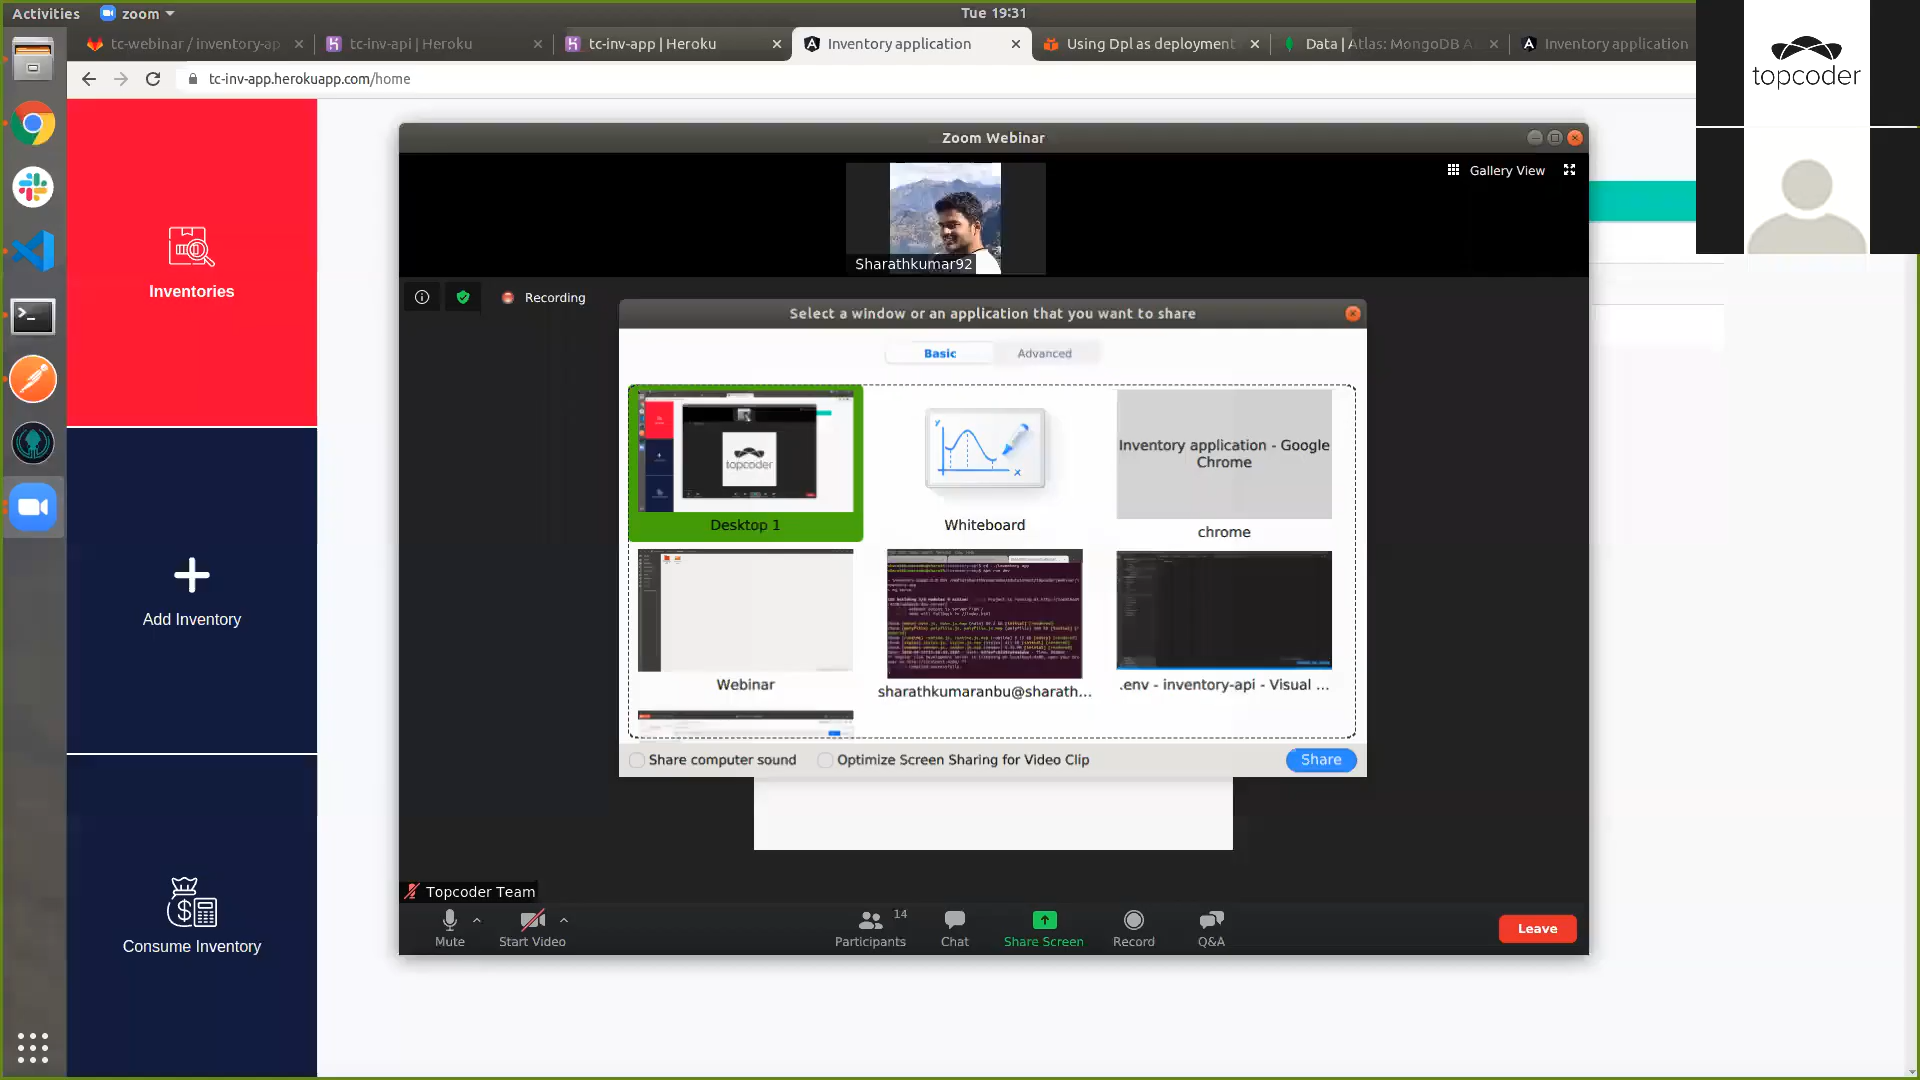 Activities
zoom
Tue 19:31
tc-webinar / inventory-ap
tc-inv-api | Heroku
tc-inv-app | Heroku
Inventory application
Using Dpl as deployment
Data | Atlas: MongoDB A
Inventory application
tc-inv-app.herokuapp.com/home
topcoder
Inventories
Add Inventory
Consume Inventory
Zoom Webinar
Gallery View
Sharathkumar92
Recording
Select a window or an application that you want to share
Basic
Advanced
topcoder
Desktop 1
Whiteboard
Inventory application - Google
Chrome
chrome
Webinar
sharathkumaranbu@sharath...
.env - inventory-api - Visual ...
Share computer sound
Optimize Screen Sharing for Video Clip
Share
Topcoder Team
Mute
Start Video
Participants
14
Chat
Share Screen
Record
Q&A
Leave